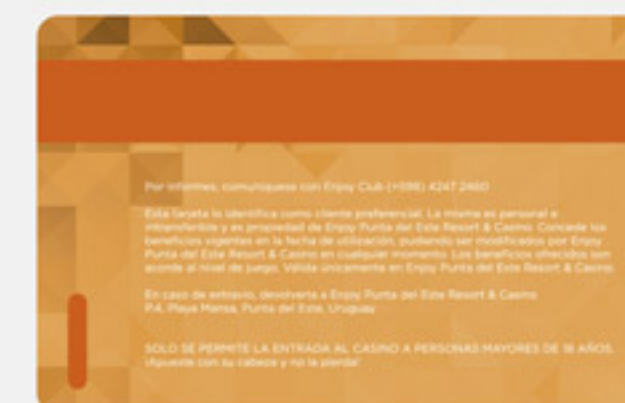 Por informes, comuníquese con Enjoy Club (+598) 4247 2460
Esta tarjeta lo identifica como cliente preferencial. La misma es personal e
intransferible y es propiedad de Enjoy Punta del Este Resort & Casino. Concede los
beneficios vigentes en la fecha de utilización, pudiendo ser modificados por Enjoy
Punta del Este Resort & Casino en cualquier momento. Los beneficios ofrecidos son
acorde al nivel de juego. Válida únicamente en Enjoy Punta del Este Resort & Casino.
En caso de extravío, devolverla a Enjoy Punta del Este Resort & Casino
P.4, Playa Mansa, Punta del Este, Uruguay
SOLO SE PERMITE LA ENTRADA AL CASINO A PERSONAS MAYORES DE 18 AÑOS.
¡Apueste con su cabeza y no la pierda!